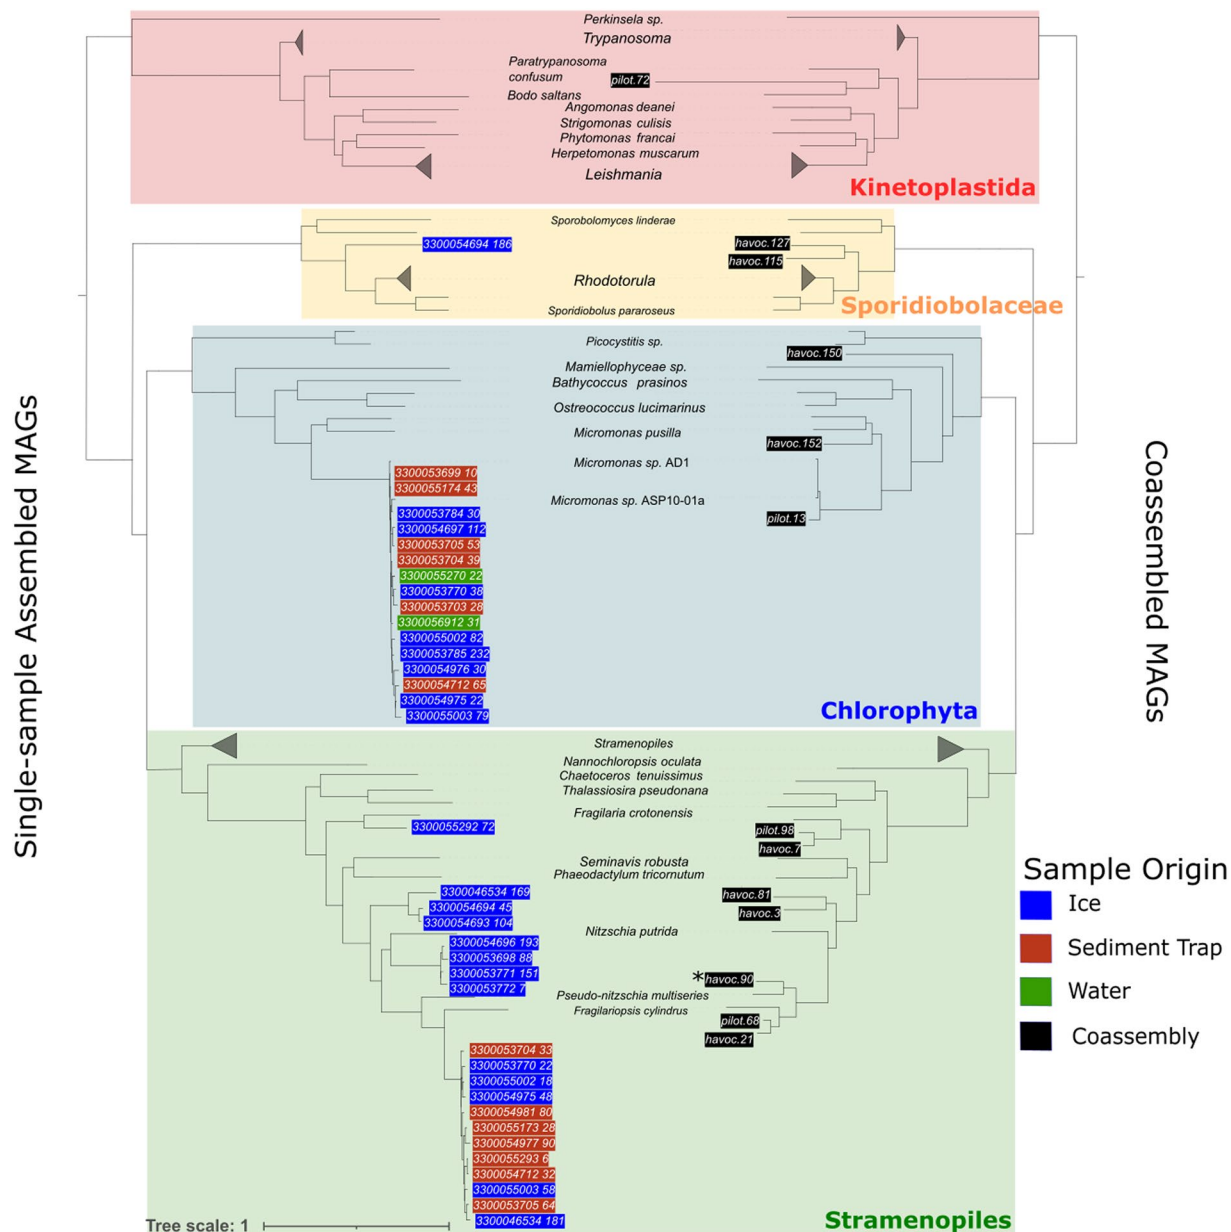 Perkinsela sp.
Trypanosoma
Paratrypanosoma
confusum
pilot.72
Bodo saltans
Angomonas deanei
Strigomonas culisis
Phytomonas francai
Herpetomonas muscarum
Leishmania
Kinetoplastida
Sporobolomyces linderae
3300054694 186
havoc.127
havoc.115
Rhodotorula
Sporidiobolaceae
Sporidiobolus pararoseus
Picocystitis sp.
havoc.150
Mamiellophyceae sp.
Bathycoccus prasinos
Ostreococcus lucimarinus
Micromonas pusilla
havoc.152
Micromonas sp. AD1
3300053699 10
3300055174 43
Micromonas sp. ASP10-01a
3300053784 30
pilot.13
3300054697 112
3300053705 53
3300053704 39
3300055270 22
3300053770 38
3300053703 28
3300056912 31
3300055002 82
3300053785 232
3300054976 30
3300054712 65
3300054975 22
3300055003 79
Chlorophyta
Single-sample Assembled MAGs
Coassembled MAGs
Stramenopiles
Nannochloropsis oculata
Chaetoceros tenuissimus
Thalassiosira pseudonana
Fragilaria crotonensis
3300055292 72
pilot.98
havoc.7
Seminavis robusta
Phaeodactylum tricornutum
3300046534 169
3300054694 45
3300054693 104
havoc.81
havoc.3
Nitzschia putrida
3300054696 193
3300053698 88
3300053771 151
3300053772 7
*havoc.90
Pseudo-nitzschia multiseries
Fragilariopsis cylindrus
pilot.68
havoc.21
3300053704 33
3300053770 22
3300055002 18
3300054975 48
3300054981 80
3300055173 28
3300054977 90
3300055293 6
3300054712 32
3300055003 58
3300053705 64
3300046534 181
Stramenopiles
Tree scale: 1
Sample Origin
Ice
Sediment Trap
Water
Coassembly